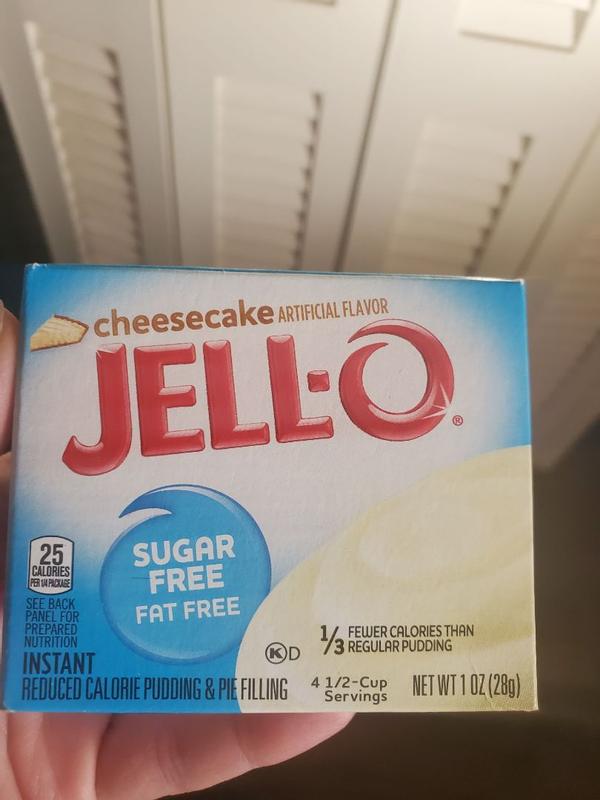 cheesecake ARTIFICIAL FLAVOR
JELL-O®
SUGAR
FREE
FAT FREE
25
CALORIES
PER 1/4 PACKAGE
SEE BACK
PANEL FOR
PREPARED
NUTRITION
INSTANT
REDUCED CALORIE PUDDING & PIE FILLING
K D
1/3 FEWER CALORIES THAN
REGULAR PUDDING
4 1/2-Cup
Servings
NET WT 1 OZ (28g)